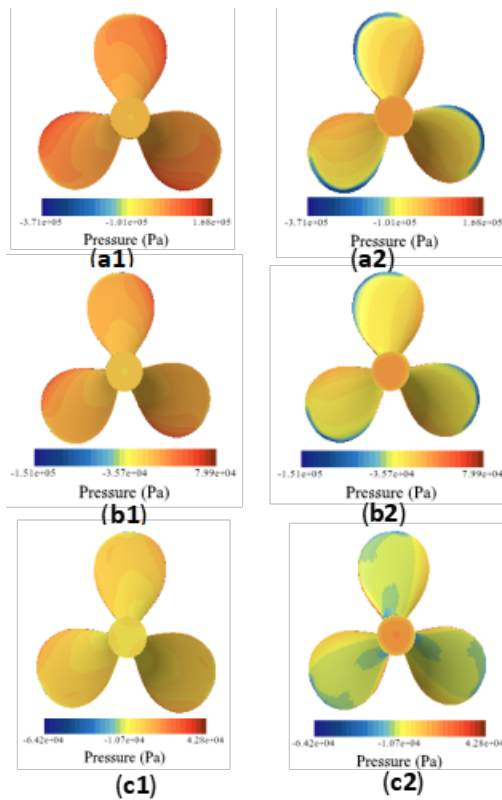 -3.71e+05 -1.01e+05 1.68e+05
Pressure (Pa)
(a1)
-3.71e+05 -1.01e+05 1.68e+05
Pressure (Pa)
(a2)
-1.51e+05 -3.57e+04 7.99e+04
Pressure (Pa)
(b1)
-1.51e+05 -3.57e+04 7.99e+04
Pressure (Pa)
(b2)
-6.42e+04 -1.07e+04 4.28e+04
Pressure (Pa)
(c1)
-6.42e+04 -1.07e+04 4.28e+04
Pressure (Pa)
(c2)